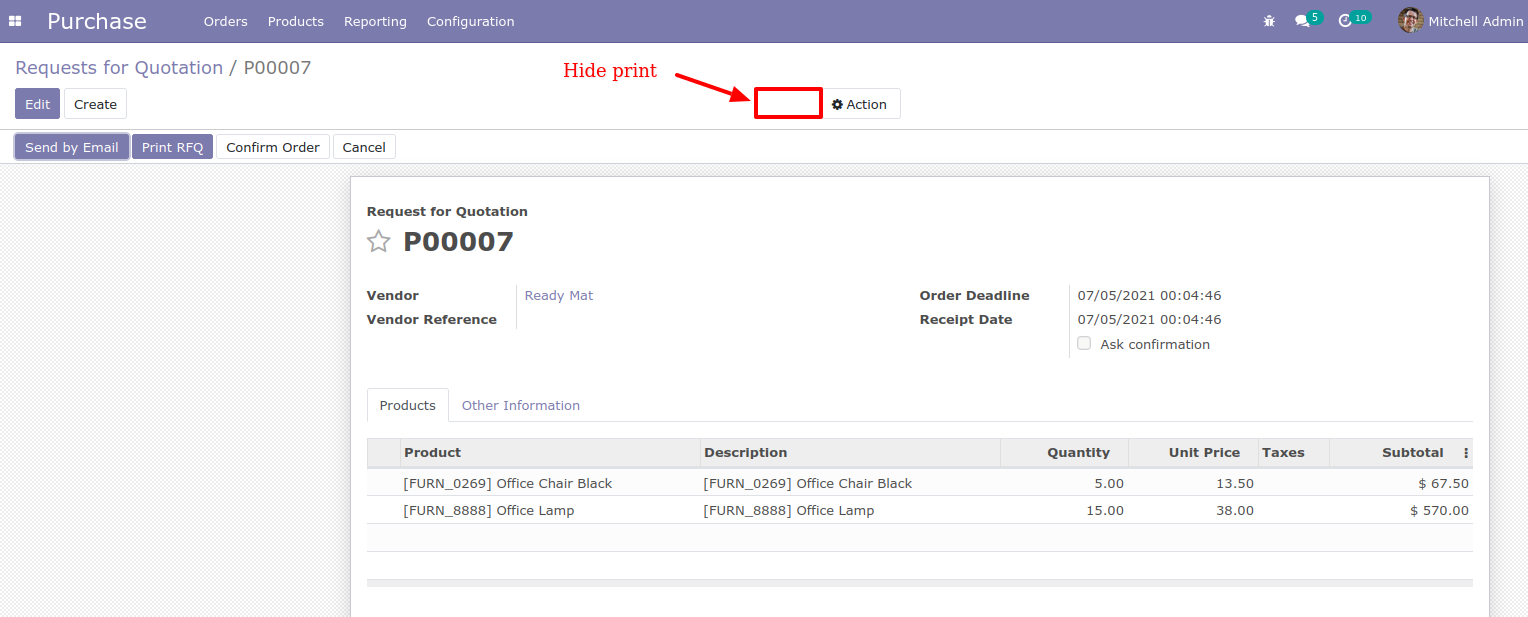 Purchase Orders Products Reporting Configuration 5 10 Mitchell Admin
Requests for Quotation / P00007
Hide print
Edit Create Action
Send by Email Print RFQ Confirm Order Cancel
Request for Quotation
P00007
Vendor Ready Mat Order Deadline 07/05/2021 00:04:46
Vendor Reference Receipt Date 07/05/2021 00:04:46
Ask confirmation
Products Other Information
Product Description Quantity Unit Price Taxes Subtotal
[FURN_0269] Office Chair Black [FURN_0269] Office Chair Black 5.00 13.50 $ 67.50
[FURN_8888] Office Lamp [FURN_8888] Office Lamp 15.00 38.00 $ 570.00